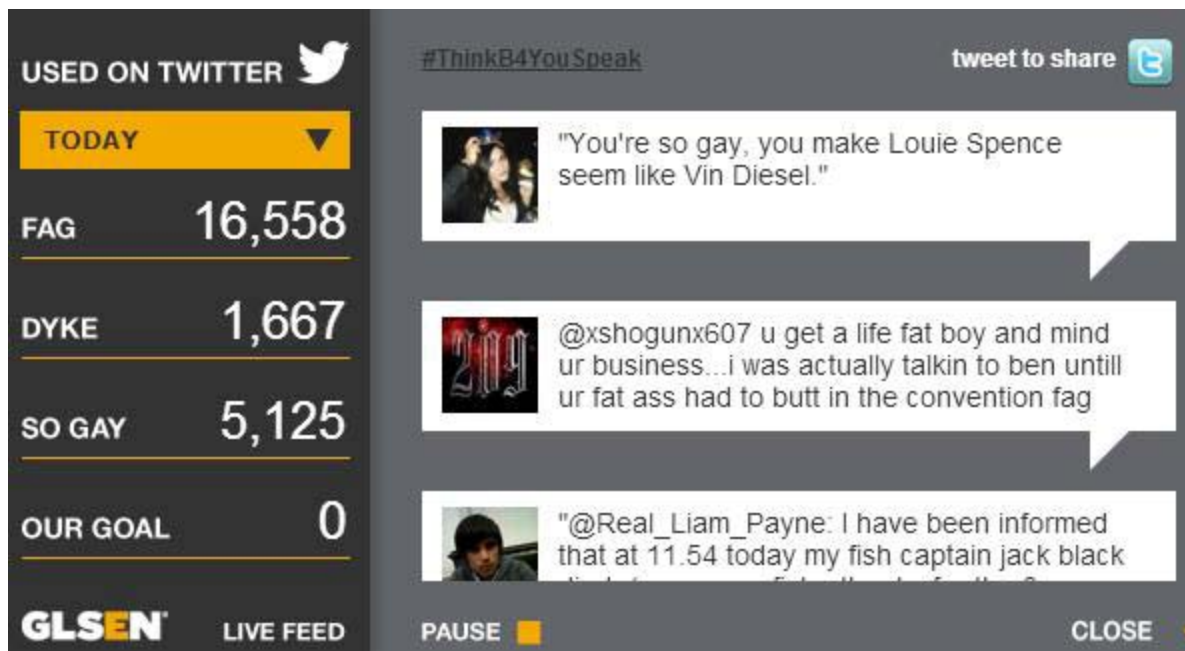 USED ON TWITTER
TODAY
FAG 16,558
DYKE 1,667
SO GAY 5,125
OUR GOAL 0
GLSEN LIVE FEED
#ThinkB4YouSpeak
tweet to share
"You're so gay, you make Louie Spence
seem like Vin Diesel."
209
@xshogunx607 u get a life fat boy and mind
ur business...i was actually talkin to ben untill
ur fat ass had to butt in the convention fag
"@Real_Liam_Payne: I have been informed
that at 11.54 today my fish captain jack black
PAUSE
CLOSE